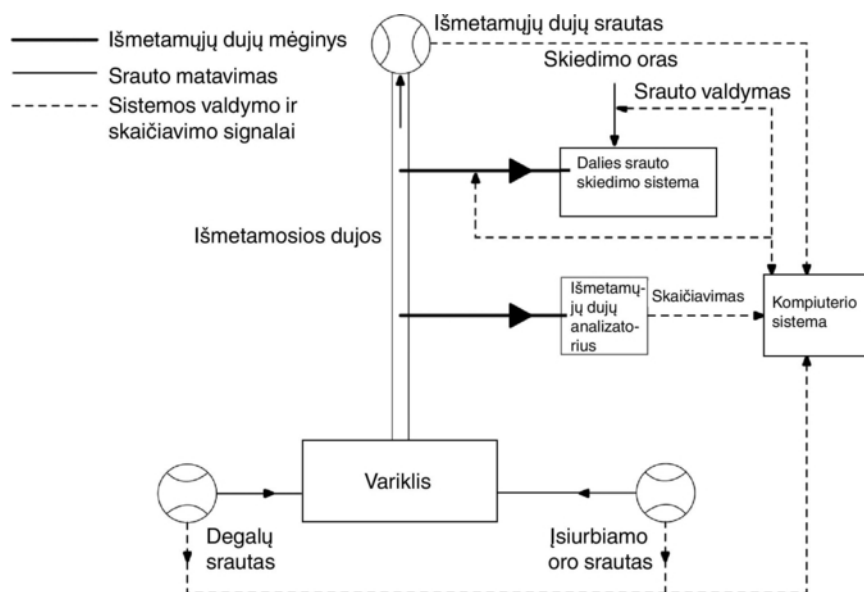 Išmetamųjų dujų mėginys
Srauto matavimas
Sistemos valdymo ir
skaičiavimo signalai
Išmetamųjų dujų srautas
Skiedimo oras
Srauto valdymas
Dalies srauto
skiedimo sistema
Išmetamosios dujos
Išmetamų-
jų dujų
analizato-
rius
Skaičiavimas
Kompiuterio
sistema
Variklis
Degalų
srautas
Įsiurbiamo
oro srautas